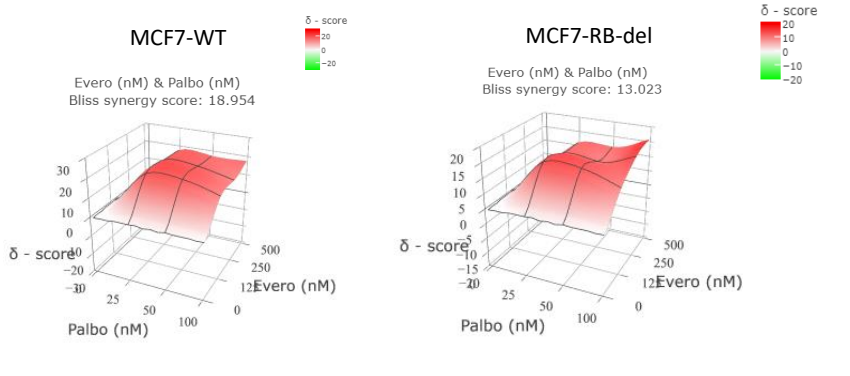 MCF7-WT
δ - score
20
0
−20
Evero (nM) & Palbo (nM)
Bliss synergy score: 18.954
30
20
10
0
−20
δ - score
0
25
50
100
Palbo (nM)
0
250
500
Evero (nM)
MCF7-RB-del
δ - score
20
10
0
−10
−20
Evero (nM) & Palbo (nM)
Bliss synergy score: 13.023
20
15
10
5
0
−10
−15
δ - score
25
50
100
Palbo (nM)
0
250
500
Evero (nM)